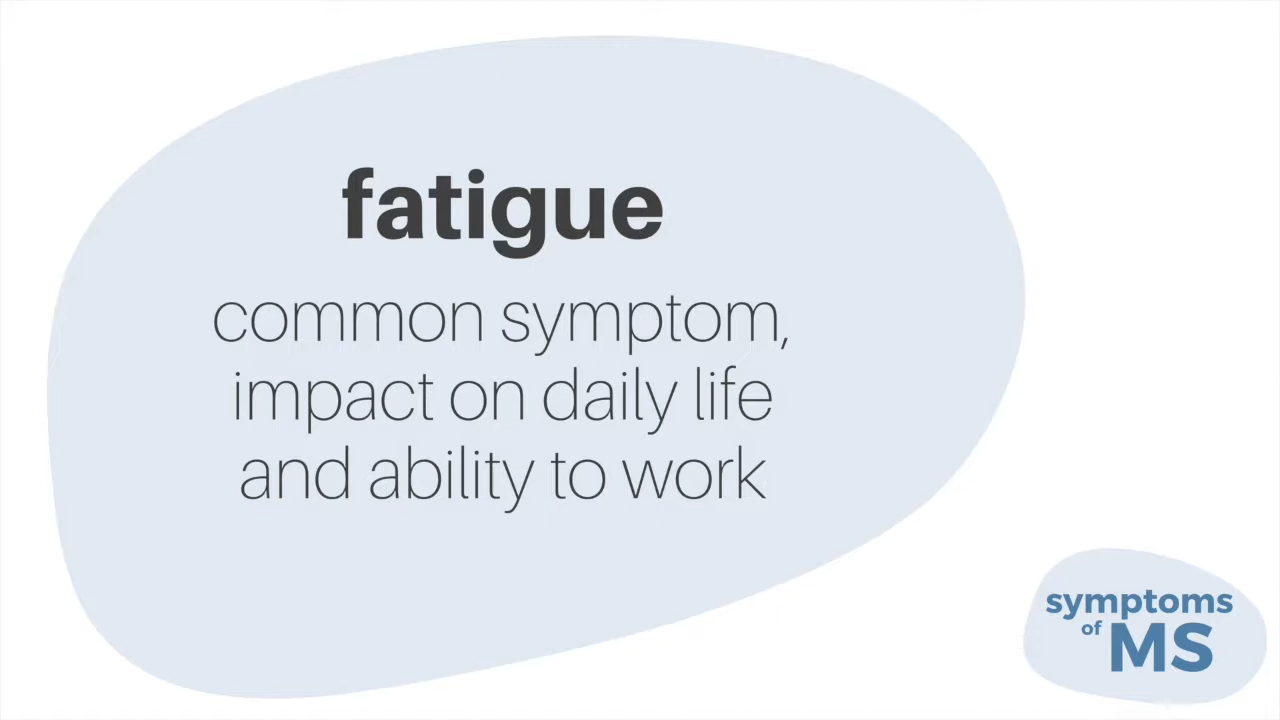 fatigue
common symptom,
impact on daily life
and ability to work
symptoms
of MS